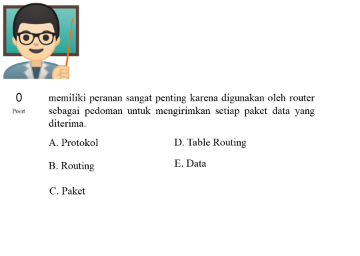 0
Point
memiliki peranan sangat penting karena digunakan oleh router
sebagai pedoman untuk mengirimkan setiap paket data yang
diterima.
A. Protokol
D. Table Routing
B. Routing
E. Data
C. Paket